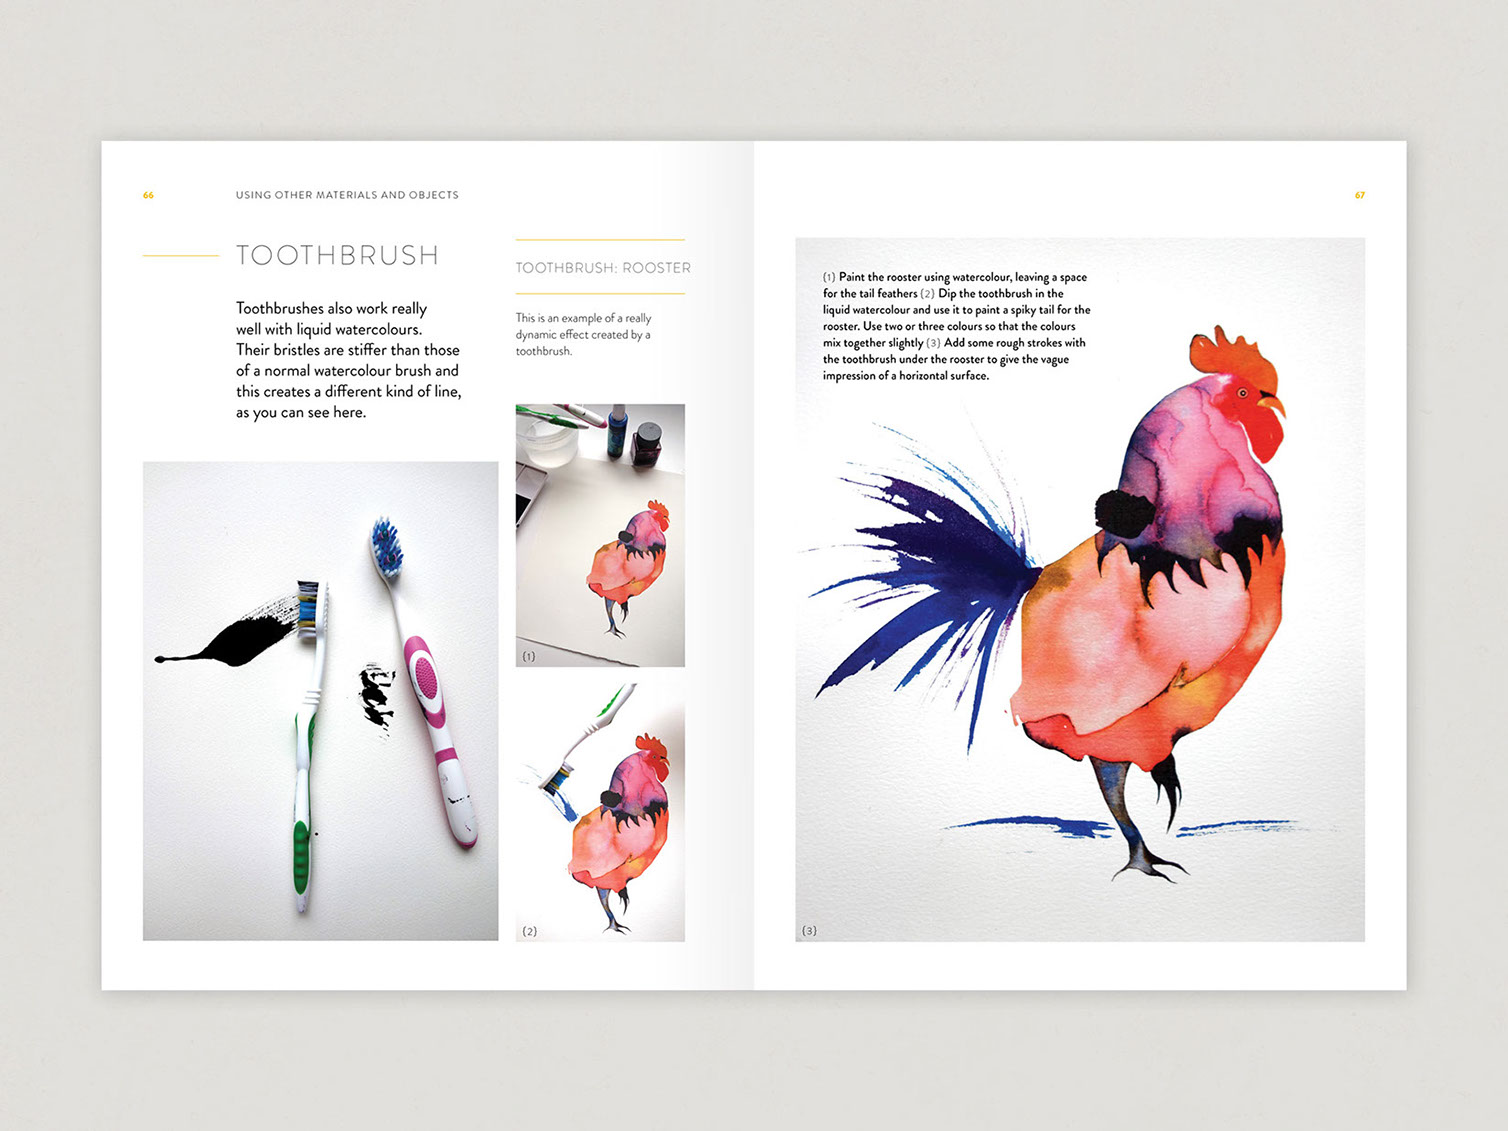 66
USING OTHER MATERIALS AND OBJECTS
TOOTHBRUSH
Toothbrushes also work really
well with liquid watercolours.
Their bristles are stiffer than those
of a normal watercolour brush and
this creates a different kind of line,
as you can see here.
TOOTHBRUSH: ROOSTER
This is an example of a really
dynamic effect created by a
toothbrush.
{1}
{2}
67
{1} Paint the rooster using watercolour, leaving a space
for the tail feathers {2} Dip the toothbrush in the
liquid watercolour and use it to paint a spiky tail for the
rooster. Use two or three colours so that the colours
mix together slightly {3} Add some rough strokes with
the toothbrush under the rooster to give the vague
impression of a horizontal surface.
{3}